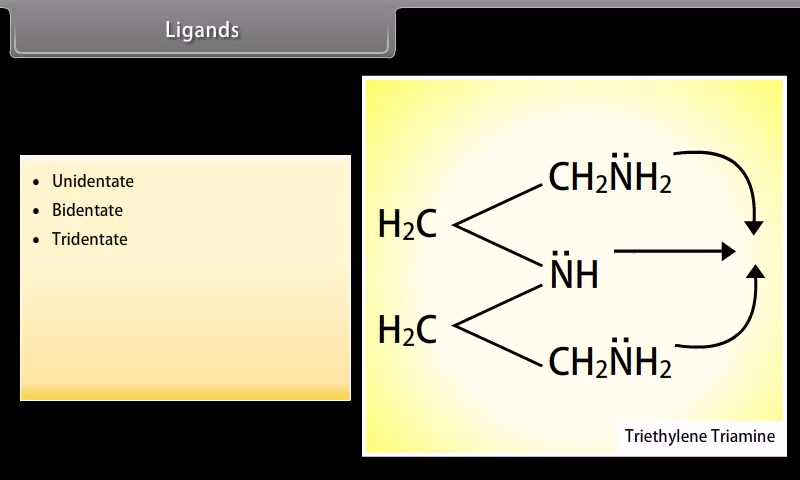 Ligands
• Unidentate
• Bidentate
• Tridentate
CH₂N̈H₂
H₂C
N̈H
H₂C
CH₂N̈H₂
Triethylene Triamine